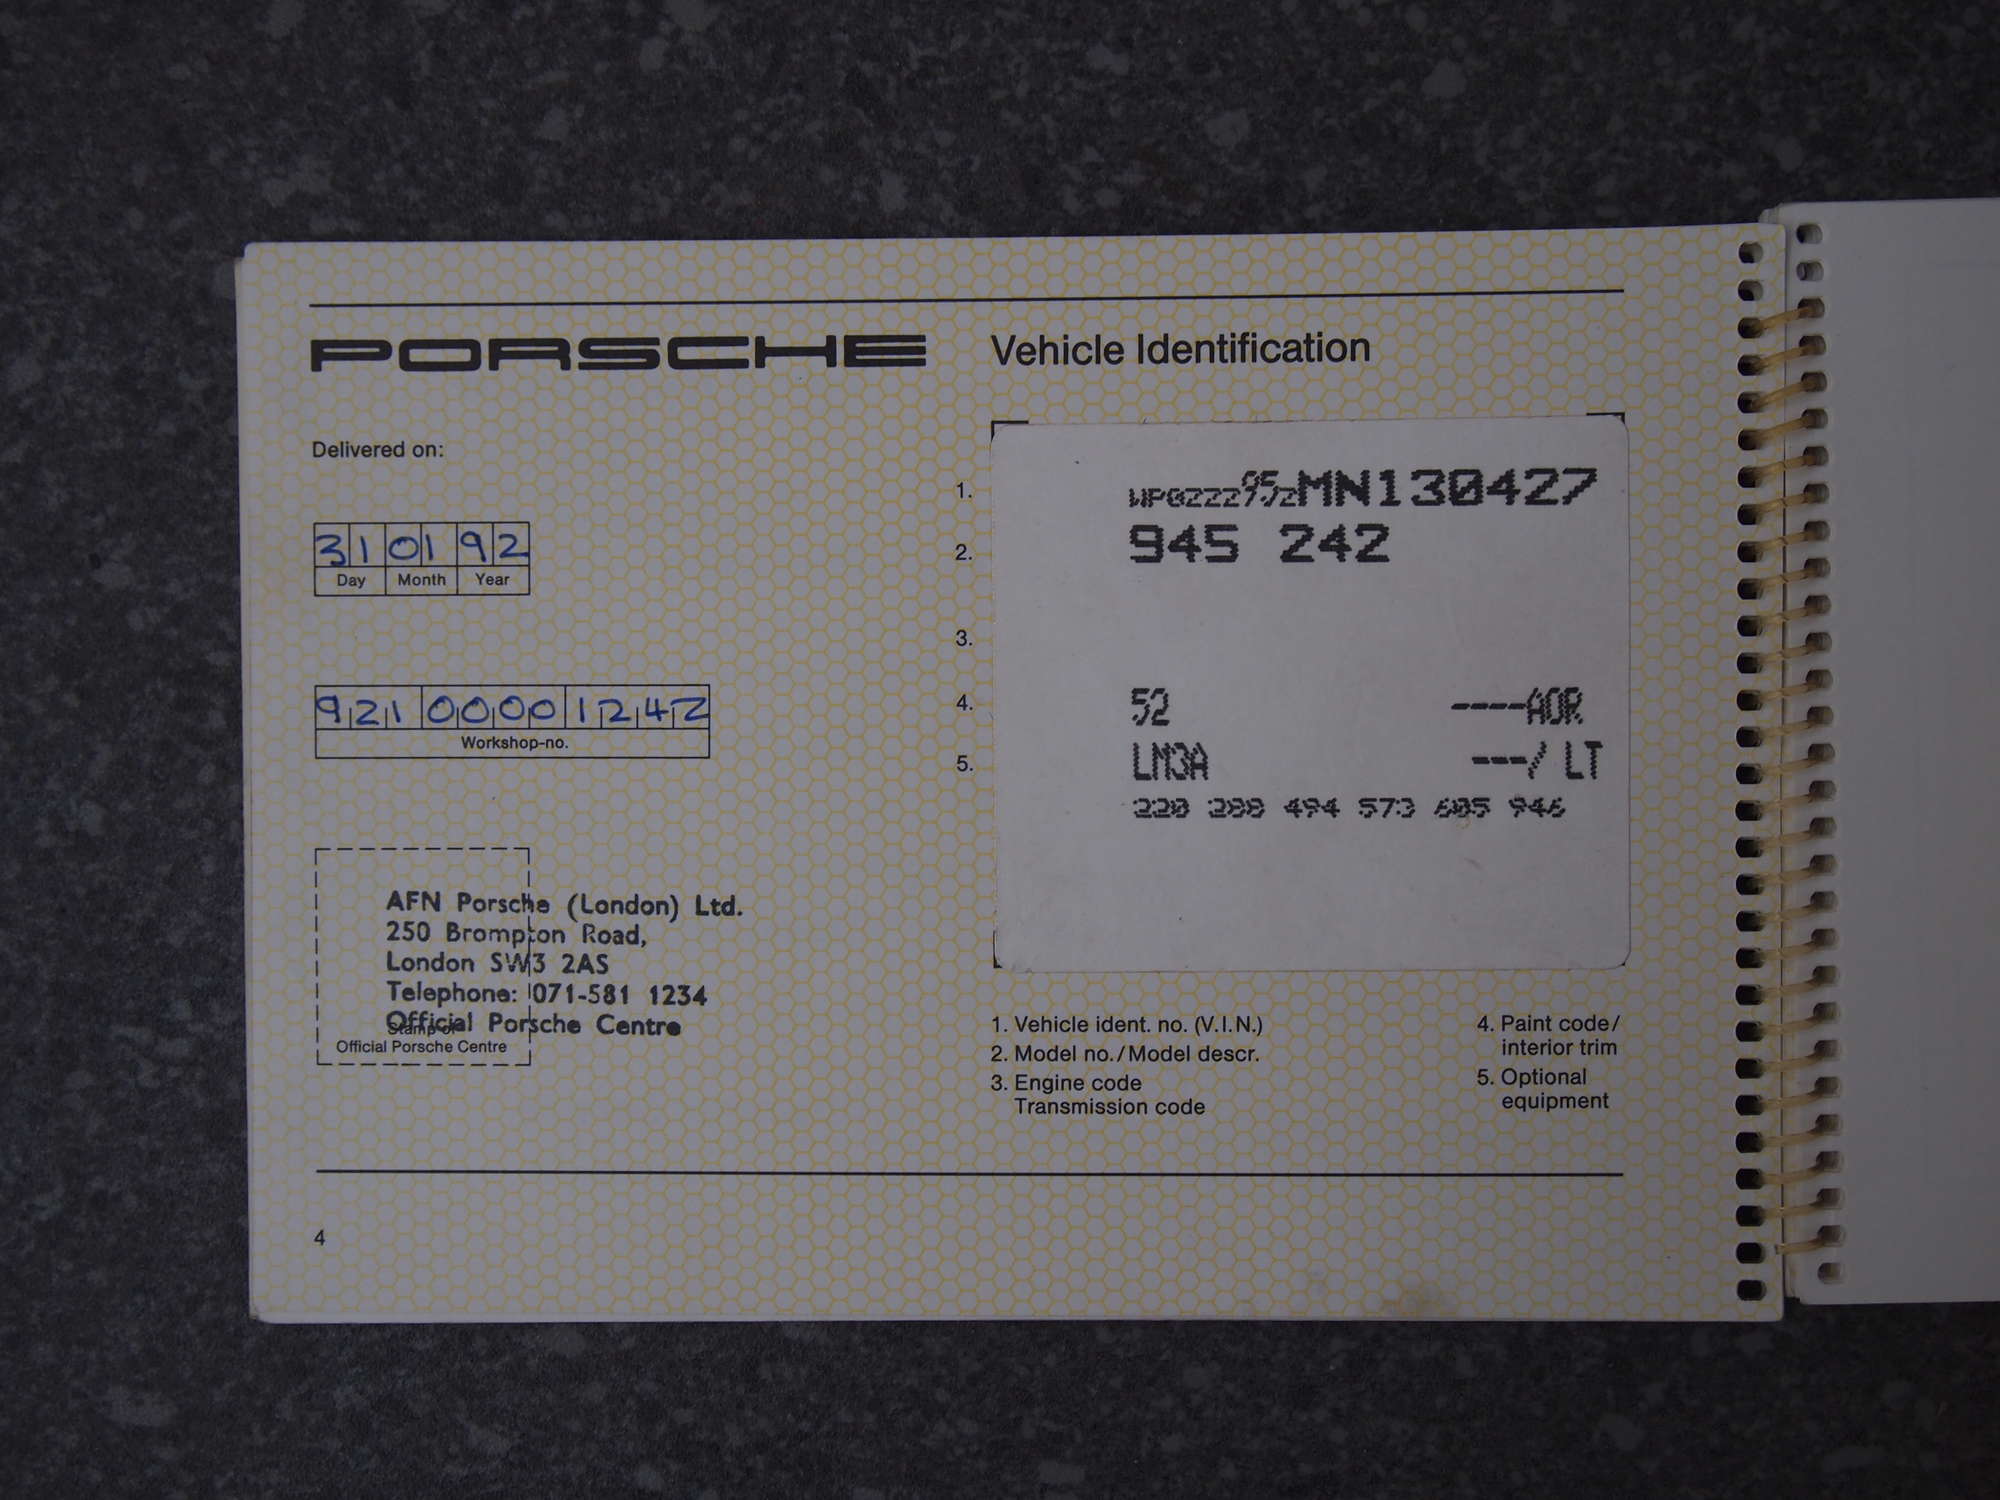 PORSCHE
Vehicle Identification
Delivered on:
31 01 92
Day Month Year
921 0000 1242
Workshop-no.
AFN Porsche (London) Ltd.
250 Brompton Road,
London SW3 2AS
Telephone: 071-581 1234
Official Porsche Centre
Stamp of
Official Porsche Centre
1. WP0ZZZ95ZMN130427
2. 945 242
3.
4. 52 ----AOR
5. LM3A ---/ LT
220 288 494 573 605 946
1. Vehicle ident. no. (V.I.N.)
2. Model no./Model descr.
3. Engine code
Transmission code
4. Paint code/
interior trim
5. Optional
equipment
4